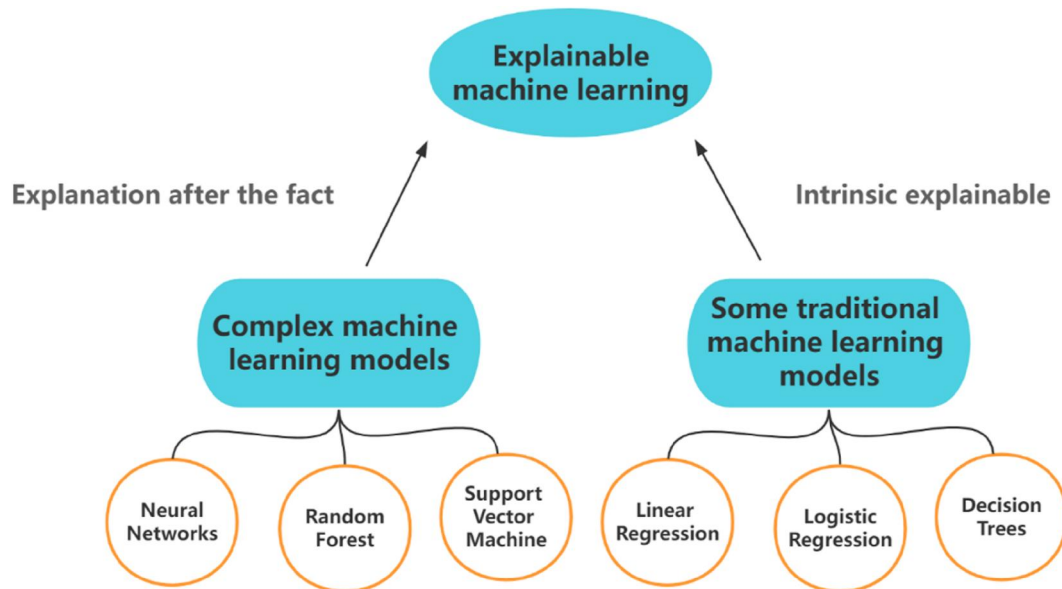 Explainable
machine learning
Explanation after the fact
Intrinsic explainable
Complex machine
learning models
Some traditional
machine learning
models
Neural
Networks
Random
Forest
Support
Vector
Machine
Linear
Regression
Logistic
Regression
Decision
Trees